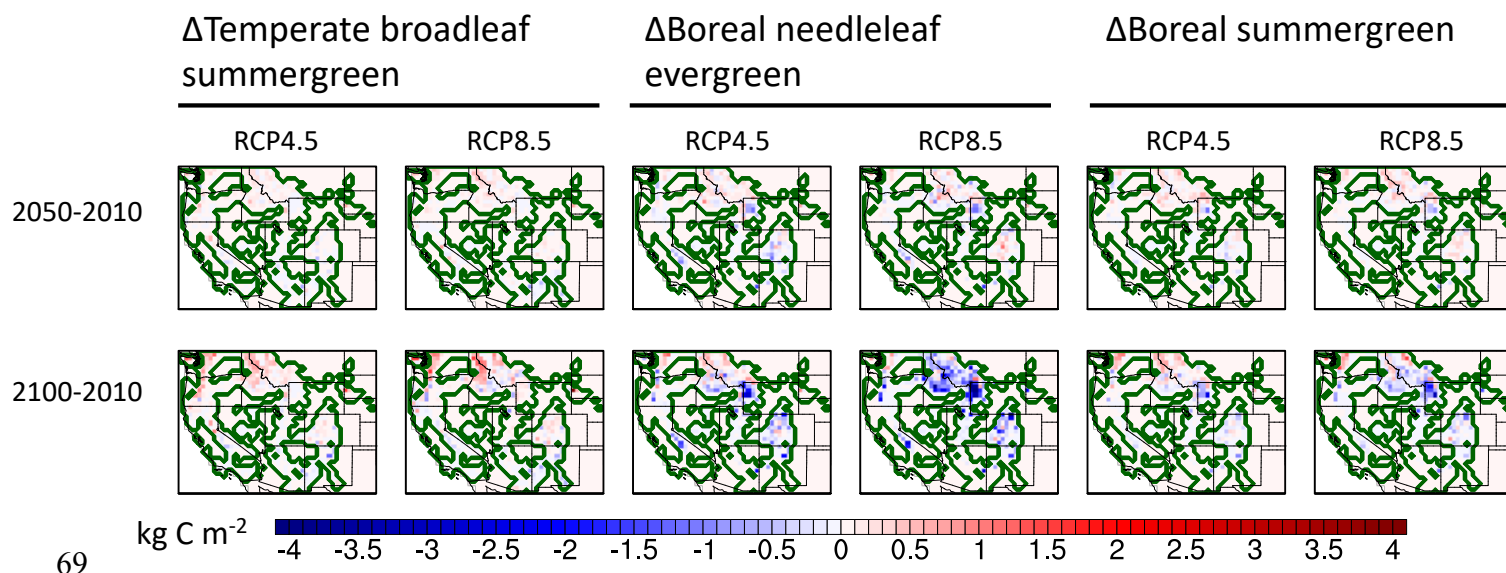 ΔTemperate broadleaf summergreen
ΔBoreal needleleaf evergreen
ΔBoreal summergreen
RCP4.5 RCP8.5 RCP4.5 RCP8.5 RCP4.5 RCP8.5
2050-2010
2100-2010
kg C m-2
-4 -3.5 -3 -2.5 -2 -1.5 -1 -0.5 0 0.5 1 1.5 2 2.5 3 3.5 4
69